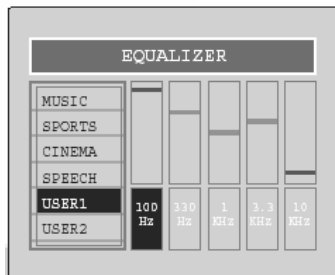 EQUALIZER
MUSIC
SPORTS
CINEMA
SPEECH
USER1
USER2
100 330 1 3.3 10
Hz Hz KHz KHz KHz